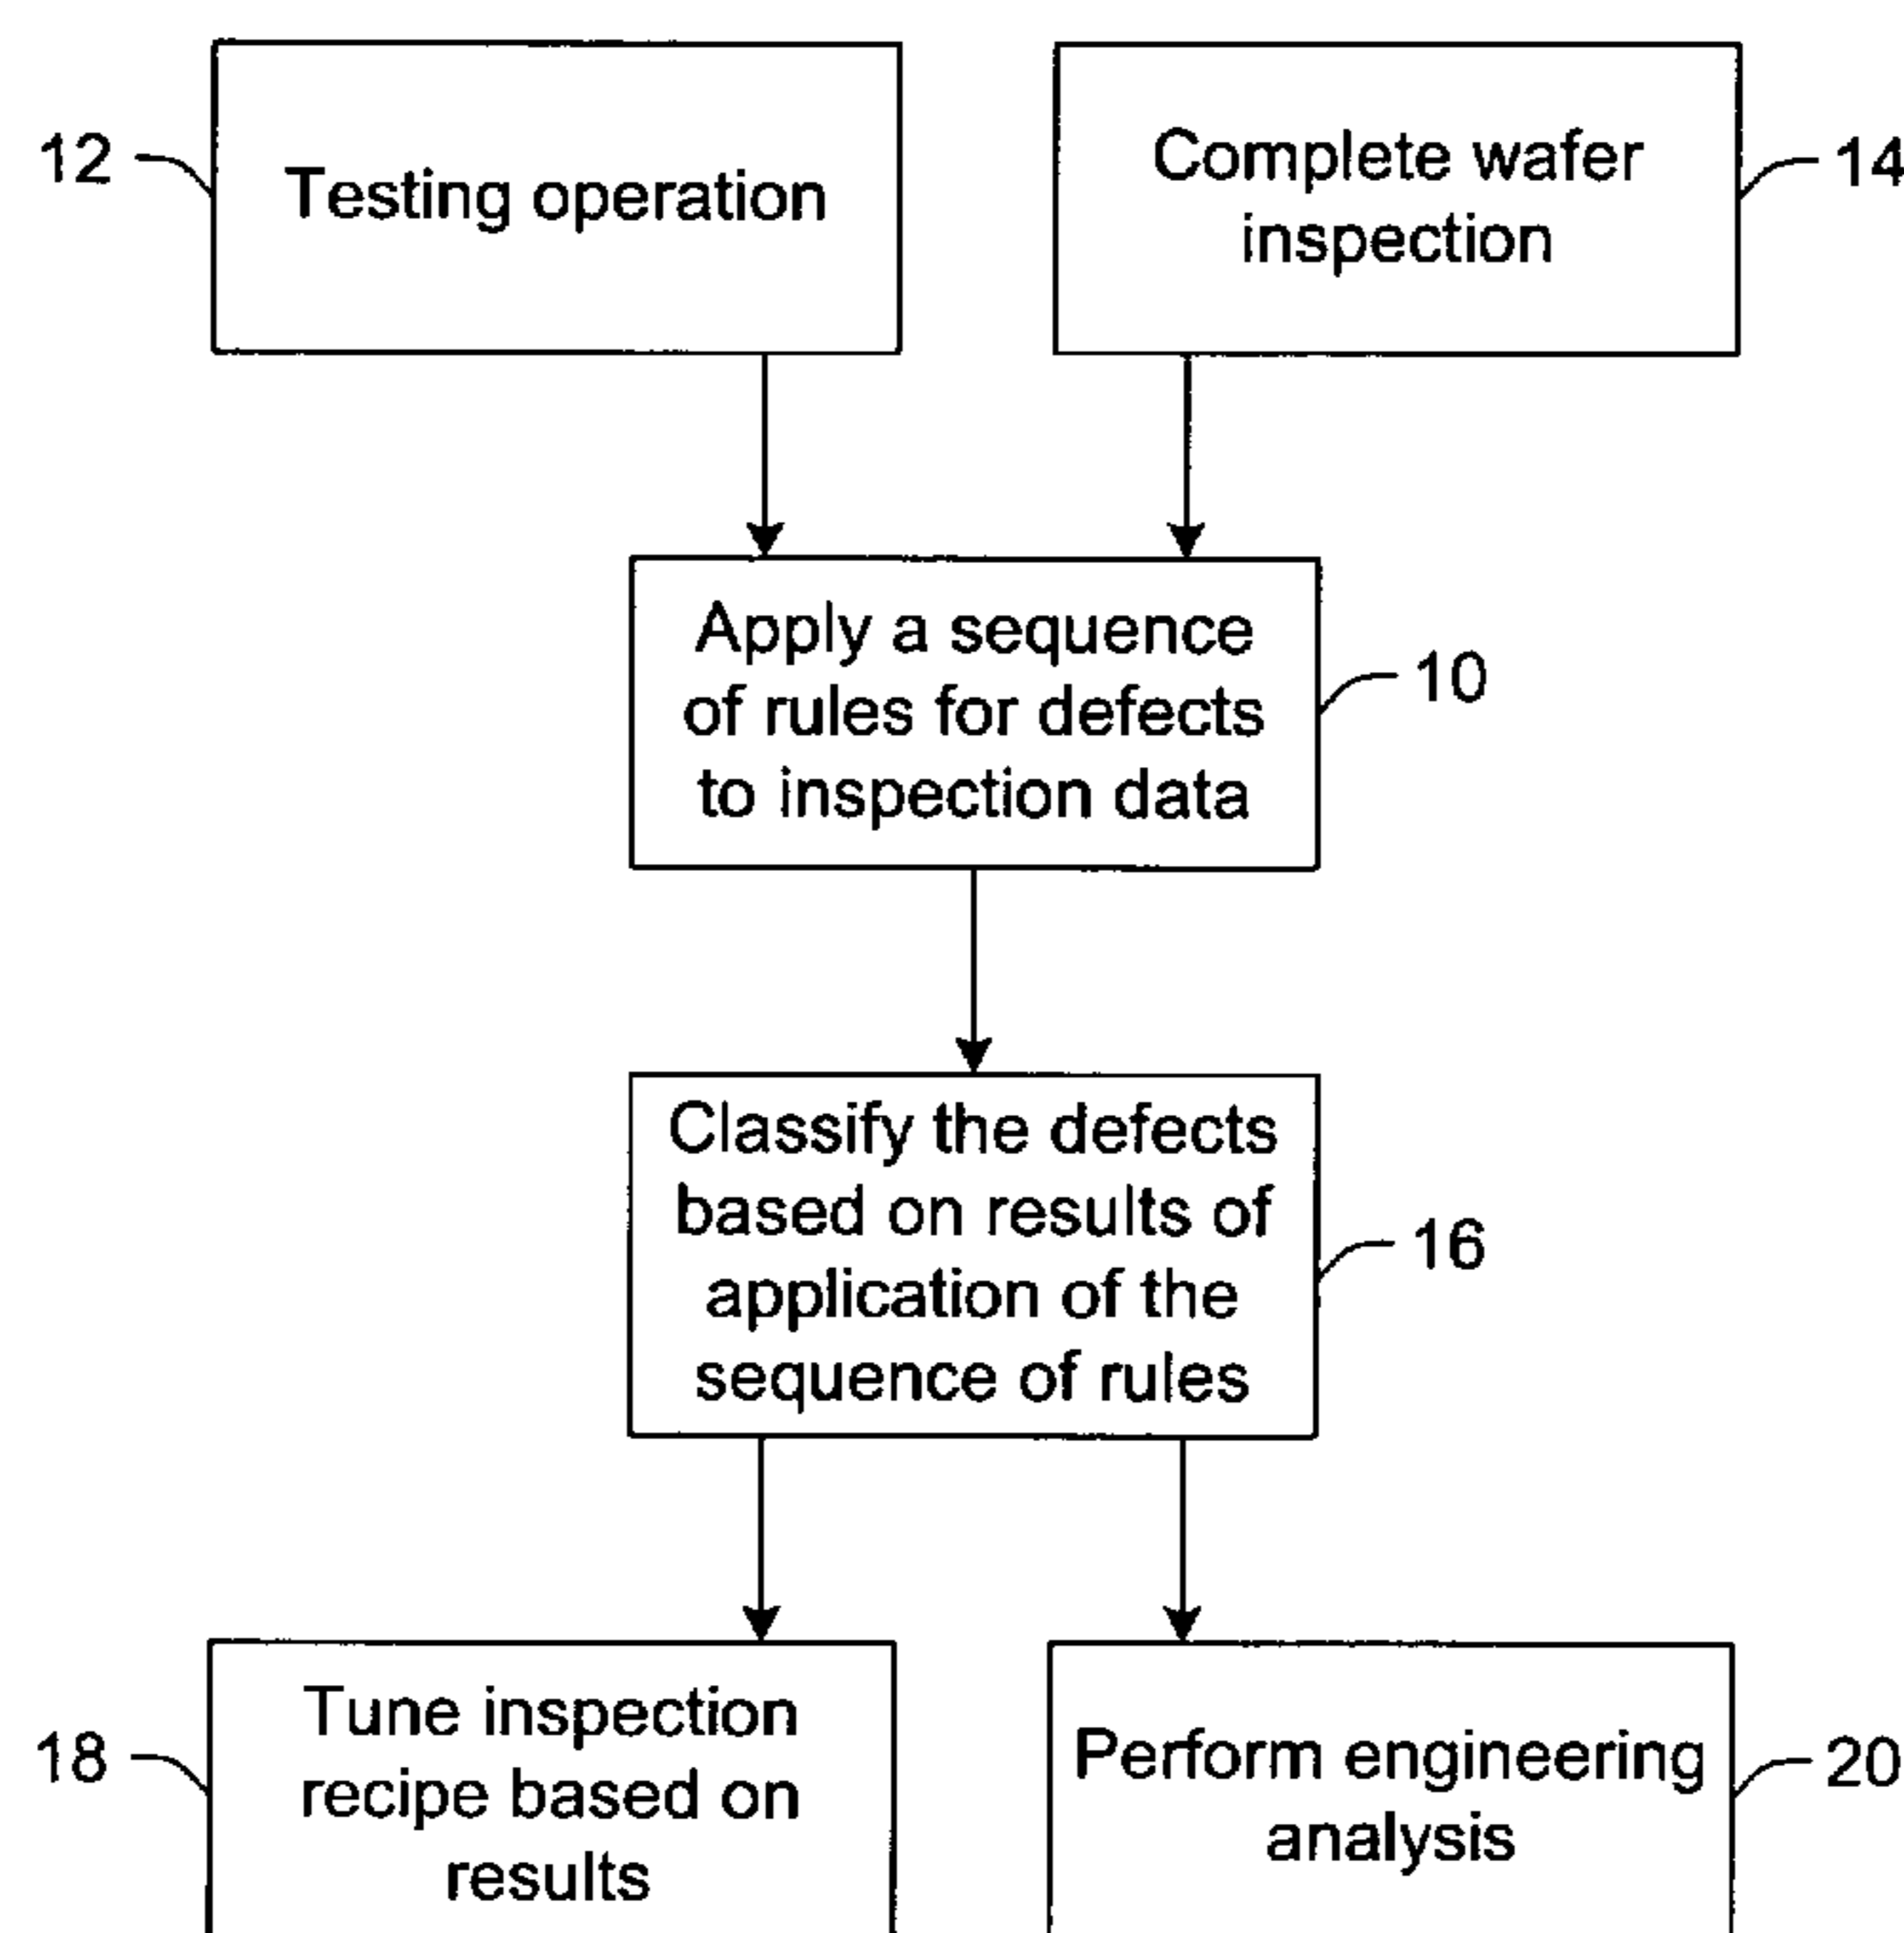 12
Testing operation
Complete wafer
inspection
14
Apply a sequence
of rules for defects
to inspection data
10
Classify the defects
based on results of
application of the
sequence of rules
16
18
Tune inspection
recipe based on
results
Perform engineering
analysis
20